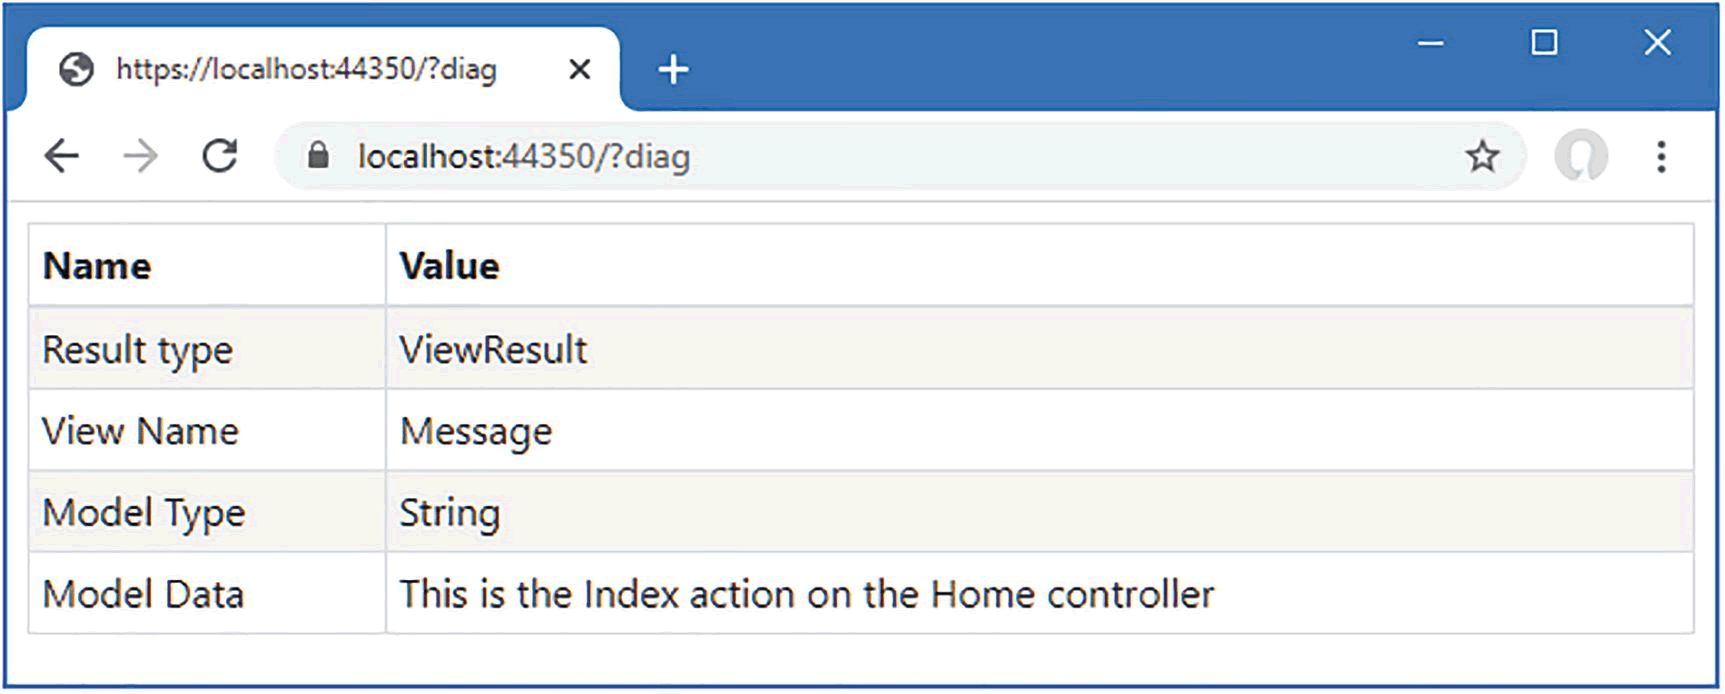 https://localhost:44350/?diag
localhost:44350/?diag
Name Value
Result type ViewResult
View Name Message
Model Type String
Model Data This is the Index action on the Home controller